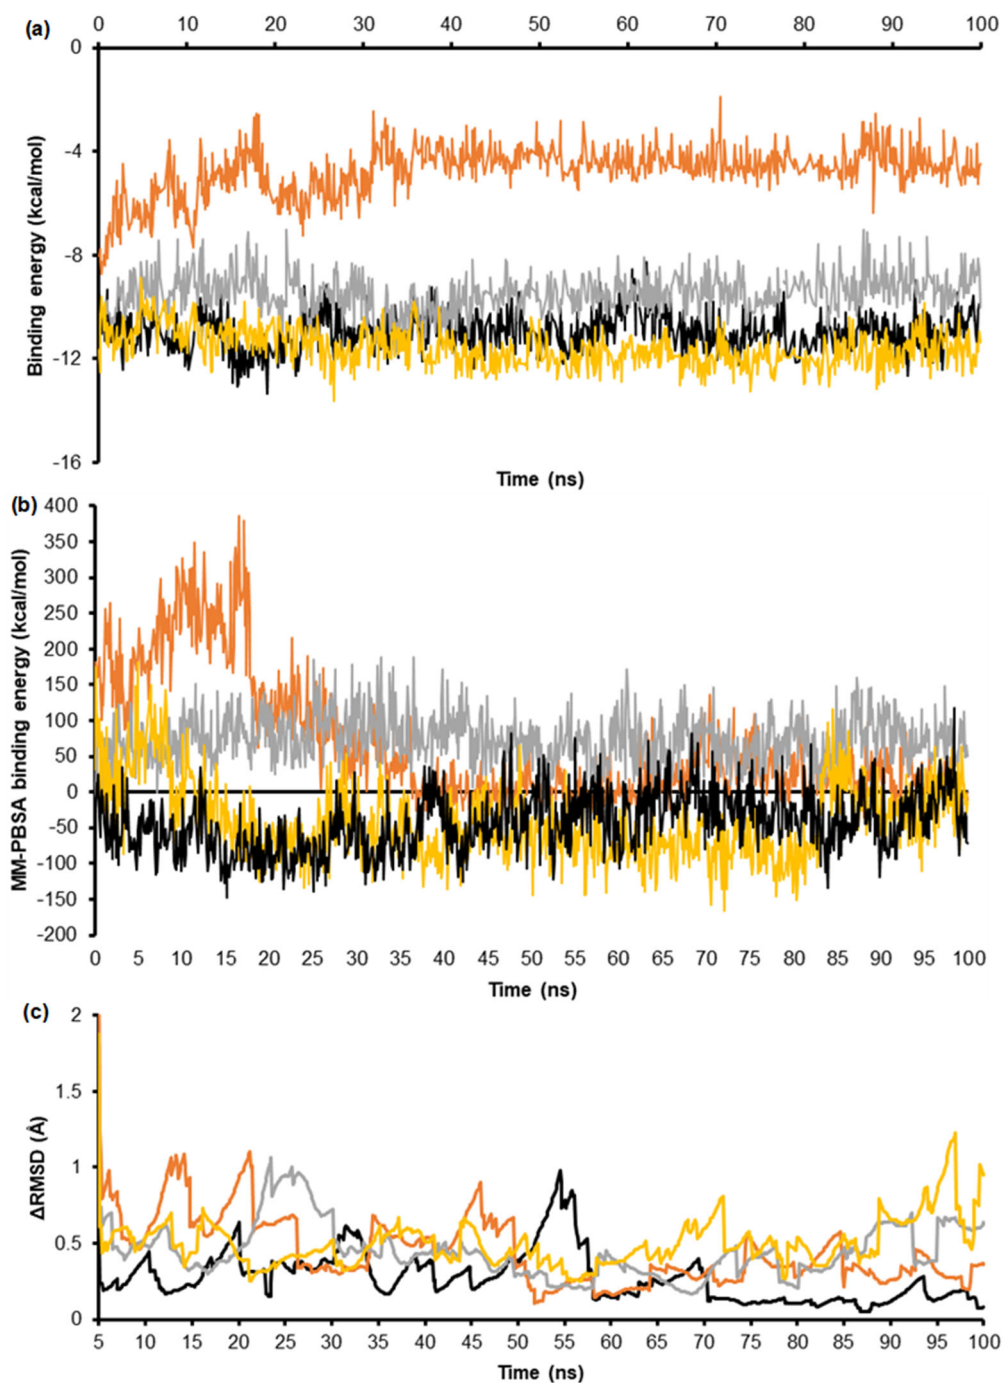 (a)
0 10 20 30 40 50 60 70 80 90 100
0
-4
-8
-12
-16
Binding energy (kcal/mol)
Time (ns)
(b)
400
350
300
250
200
150
100
50
0
-50
-100
-150
-200
MM-PBSA binding energy (kcal/mol)
0 5 10 15 20 25 30 35 40 45 50 55 60 65 70 75 80 85 90 95 100
Time (ns)
(c)
2
1.5
1
0.5
0
ΔRMSD (Å)
5 10 15 20 25 30 35 40 45 50 55 60 65 70 75 80 85 90 95 100
Time (ns)